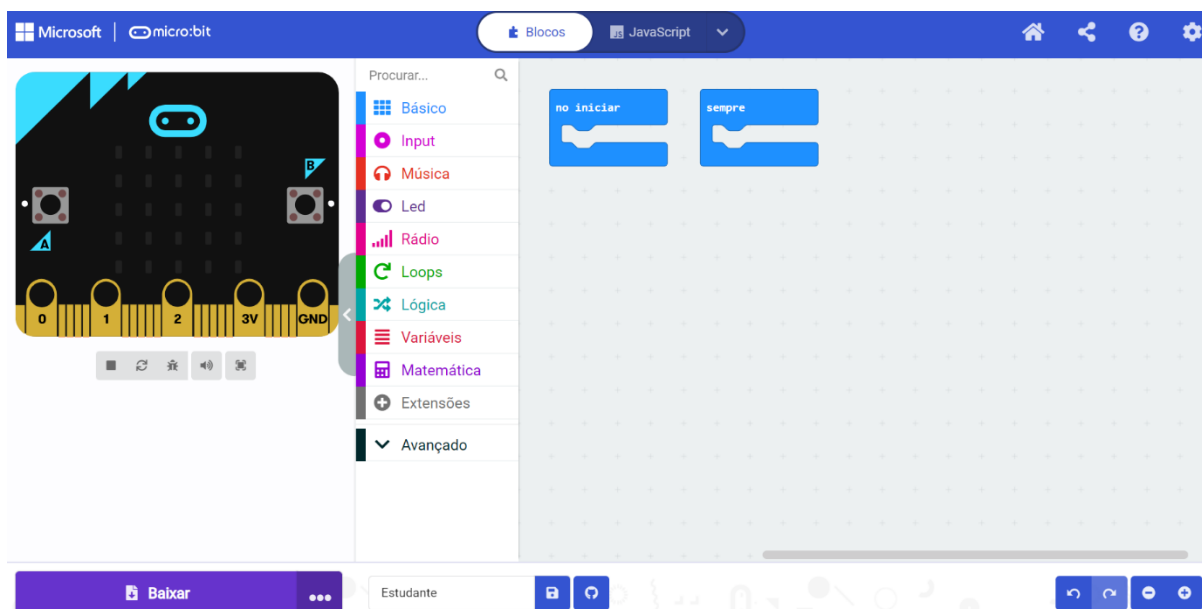 Microsoft micro:bit Blocos JavaScript
Procurar...
Básico
Input
Música
Led
Rádio
Loops
Lógica
Variáveis
Matemática
Extensões
Avançado
no iniciar
sempre
A
B
0 1 2 3V GND
Baixar
Estudante